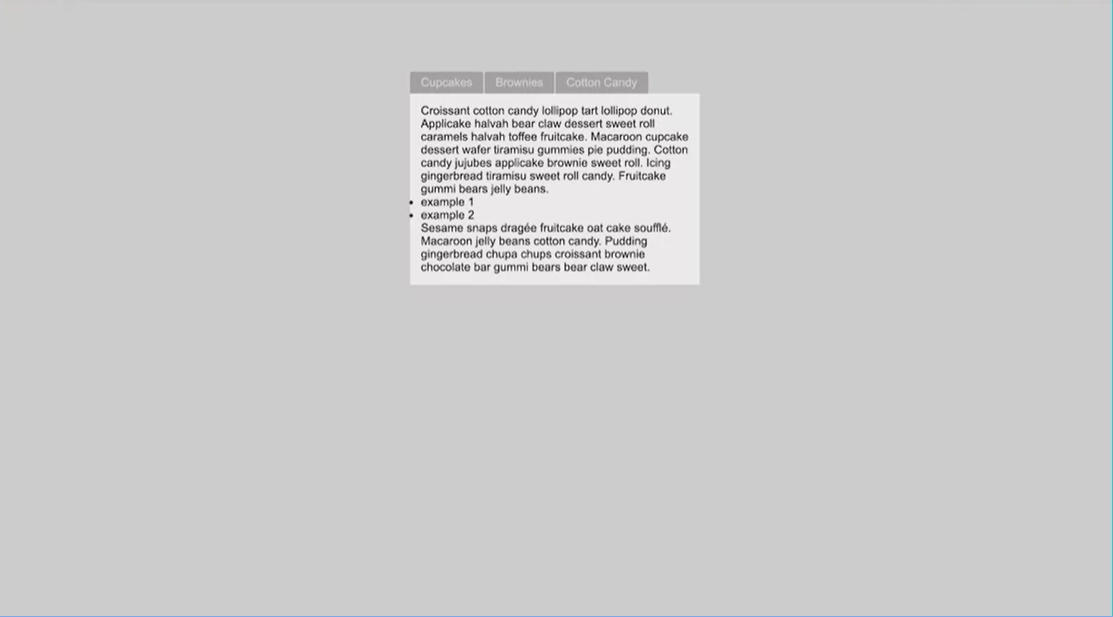 Cupcakes Brownies Cotton Candy
Croissant cotton candy lollipop tart lollipop donut.
Applicake halvah bear claw dessert sweet roll
caramels halvah toffee fruitcake. Macaroon cupcake
dessert wafer tiramisu gummies pie pudding. Cotton
candy jujubes applicake brownie sweet roll. Icing
gingerbread tiramisu sweet roll candy. Fruitcake
gummi bears jelly beans.
• example 1
• example 2
Sesame snaps dragée fruitcake oat cake soufflé.
Macaroon jelly beans cotton candy. Pudding
gingerbread chupa chups croissant brownie
chocolate bar gummi bears bear claw sweet.